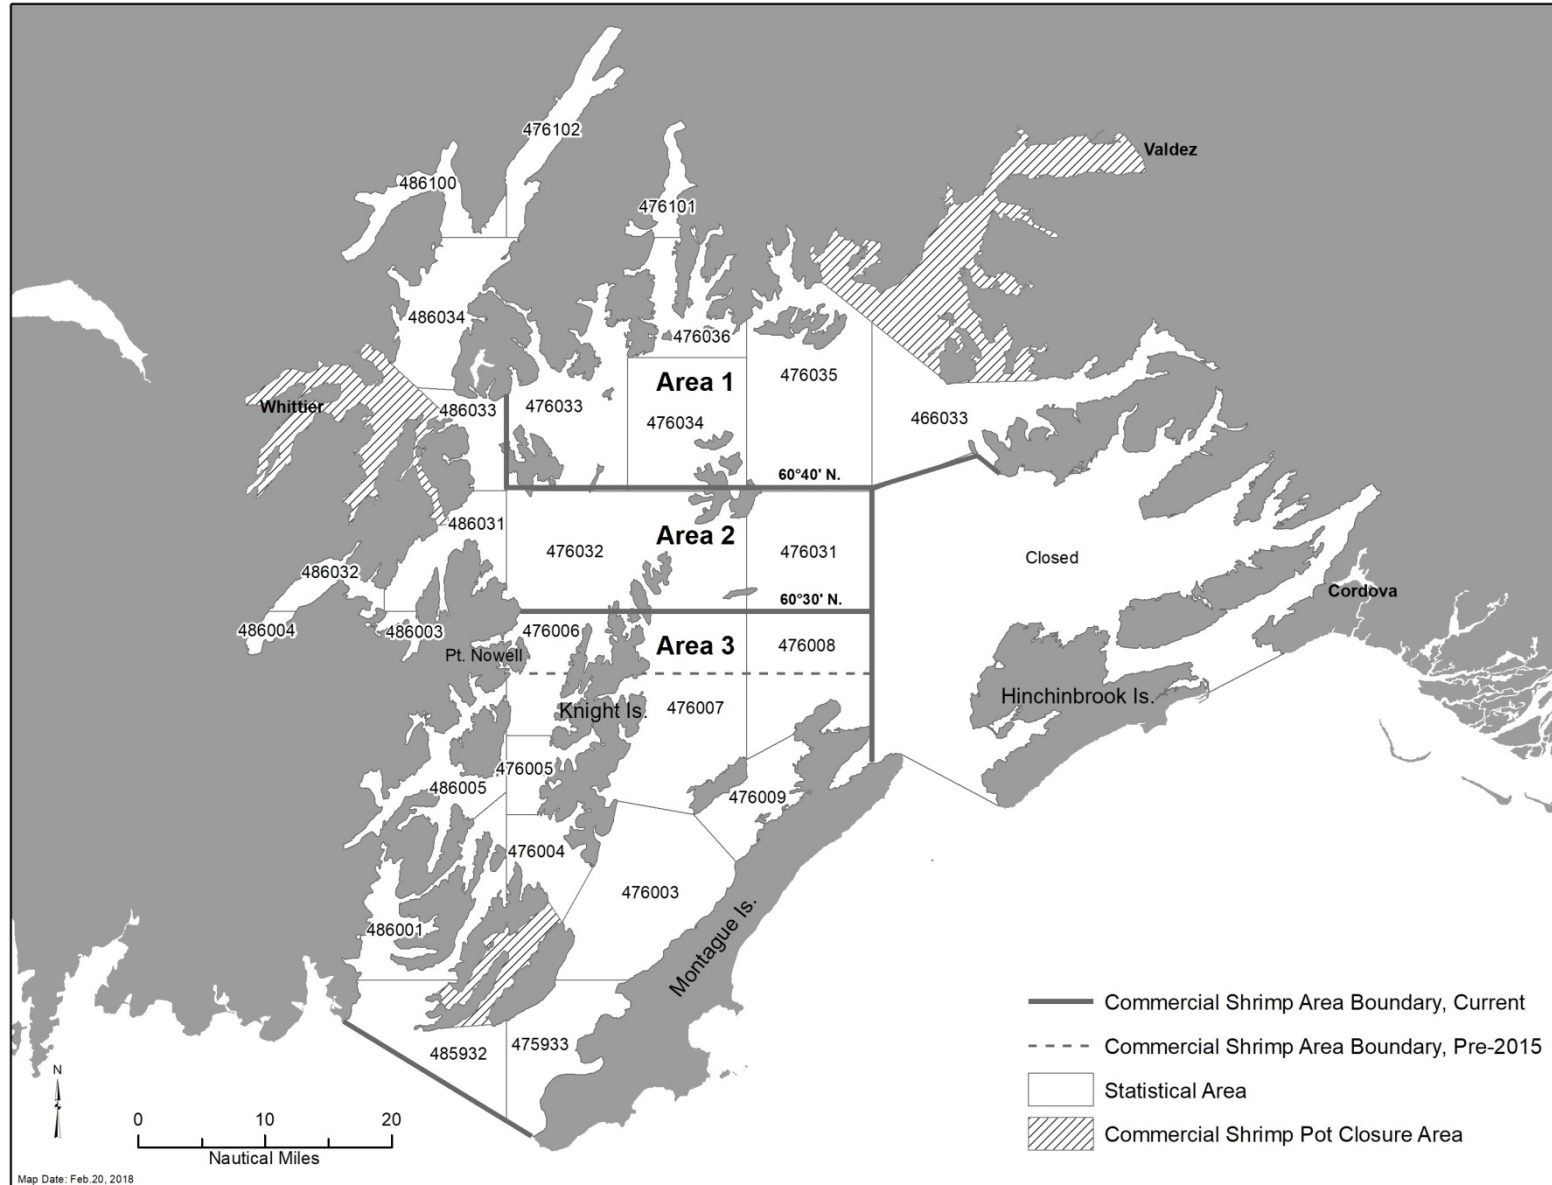 476102
Valdez
486100
476101
486034
476036
Area 1
476035
Whittier
486033
476033
476034
466033
60°40' N.
486031
Area 2
476032
476031
Closed
486032
Cordova
60°30' N.
486004
486003
476006
Area 3
476008
Pt. Nowell
Knight Is.
476007
Hinchinbrook Is.
476005
486005
476009
476004
476003
Montague Is.
486001
485932
475933
Commercial Shrimp Area Boundary, Current
Commercial Shrimp Area Boundary, Pre-2015
Statistical Area
Commercial Shrimp Pot Closure Area
N
0 10 20
Nautical Miles
Map Date: Feb.20, 2018